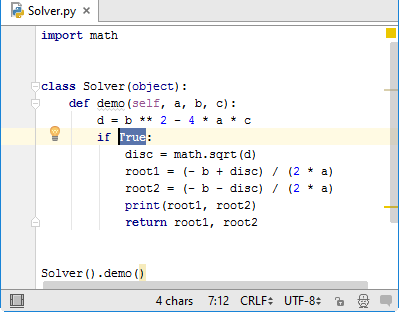 Solver.py
import math
class Solver(object):
def demo(self, a, b, c):
d = b ** 2 - 4 * a * c
if True:
disc = math.sqrt(d)
root1 = (- b + disc) / (2 * a)
root2 = (- b - disc) / (2 * a)
print(root1, root2)
return root1, root2
Solver().demo()
4 chars 7:12 CRLF UTF-8